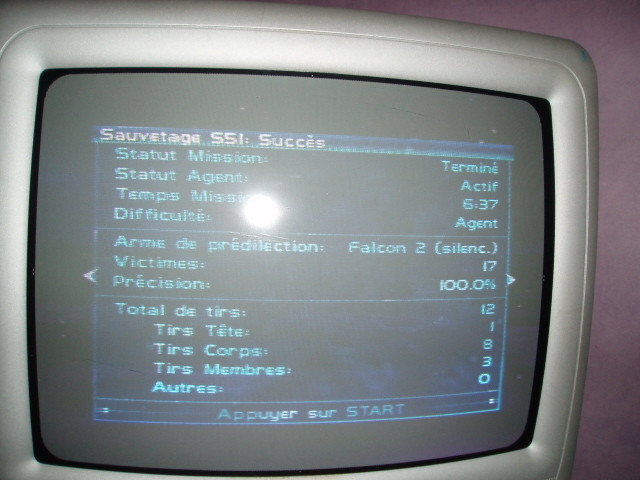 Sauvetage SSI: Succès
Statut Mission: Terminé
Statut Agent: Actif
Temps Mission: 6:37
Difficulté: Agent
Arme de prédilection: Falcon 2 (silenc.)
Victimes: 17
Précision: 100.0%
Total de tirs: 12
Tirs Tête: 1
Tirs Corps: 8
Tirs Membres: 3
Autres: 0
Appuyer sur START